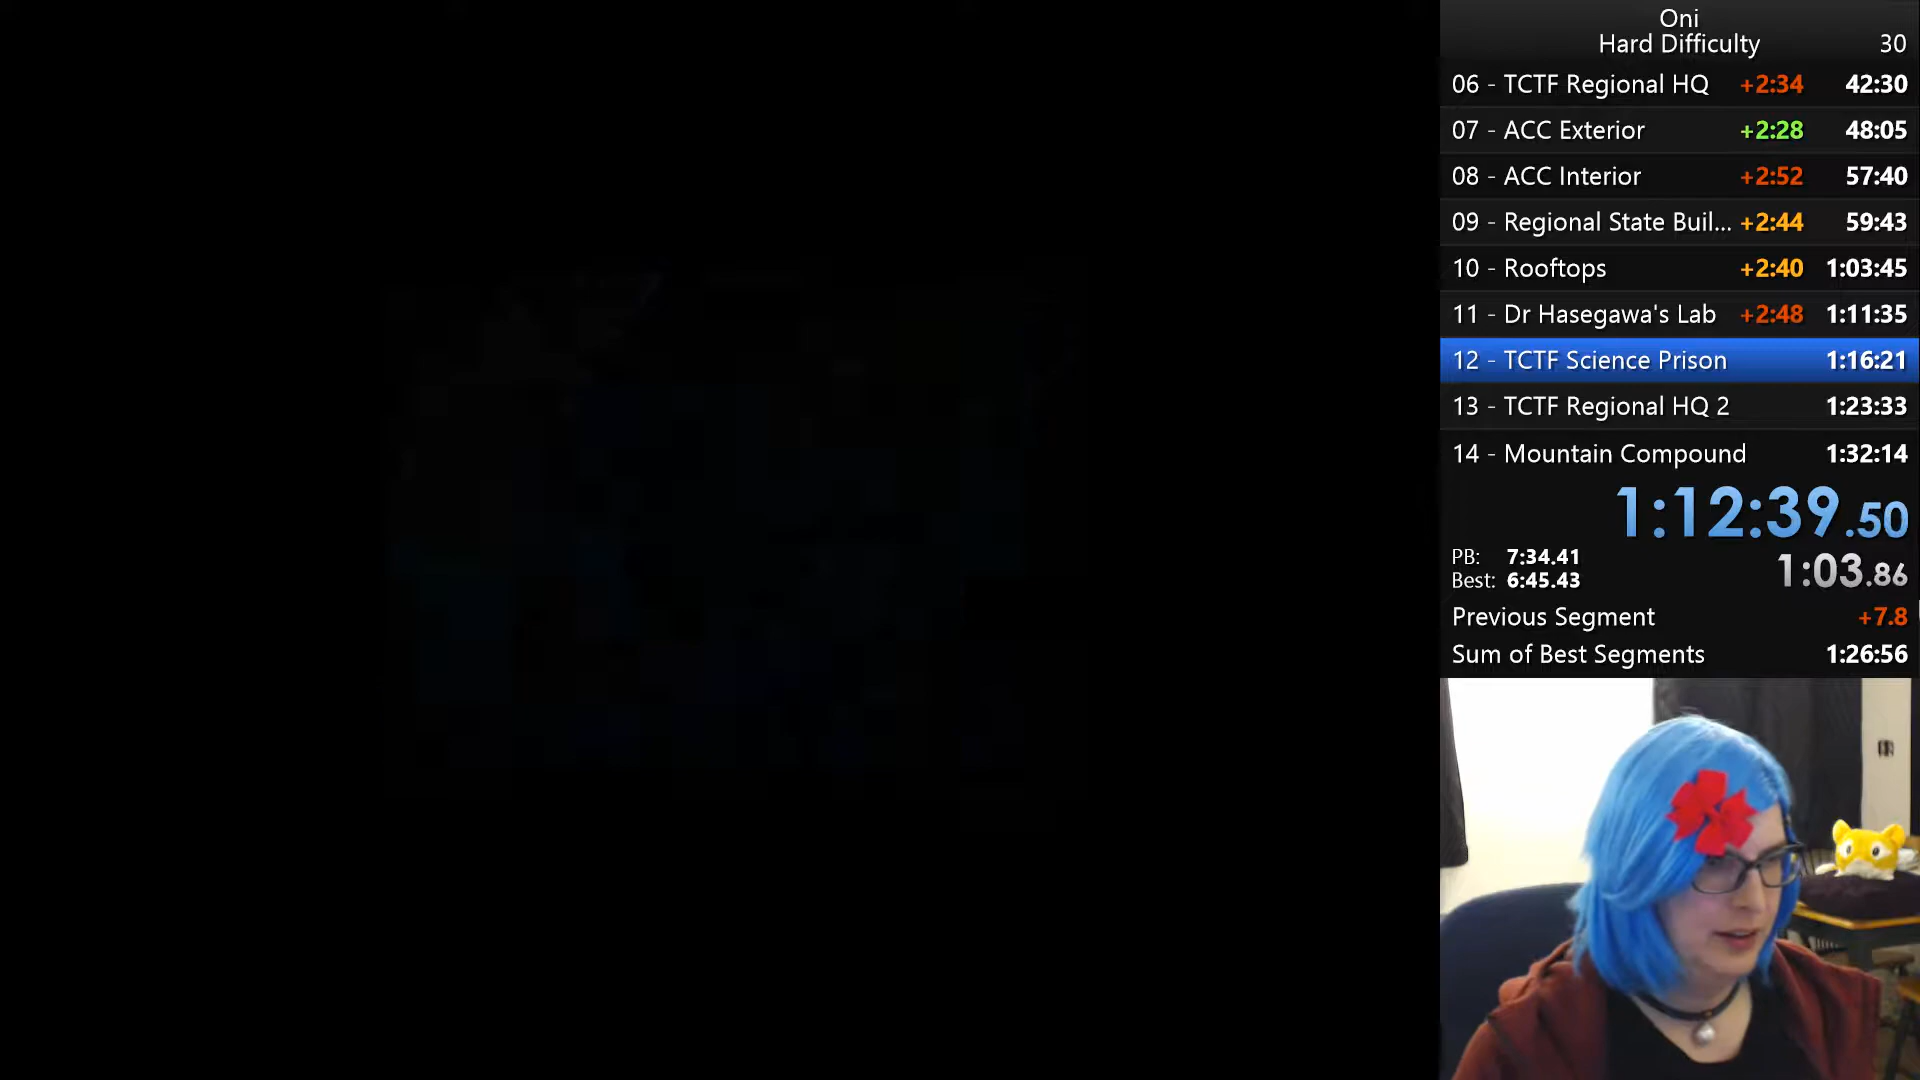 Oni
Hard Difficulty 30
06 - TCTF Regional HQ +2:34 42:30
07 - ACC Exterior +2:28 48:05
08 - ACC Interior +2:52 57:40
09 - Regional State Buil... +2:44 59:43
10 - Rooftops +2:40 1:03:45
11 - Dr Hasegawa's Lab +2:48 1:11:35
12 - TCTF Science Prison 1:16:21
13 - TCTF Regional HQ 2 1:23:33
14 - Mountain Compound 1:32:14
1:12:39.50
PB: 7:34.41 1:03.86
Best: 6:45.43
Previous Segment +7.8
Sum of Best Segments 1:26:56